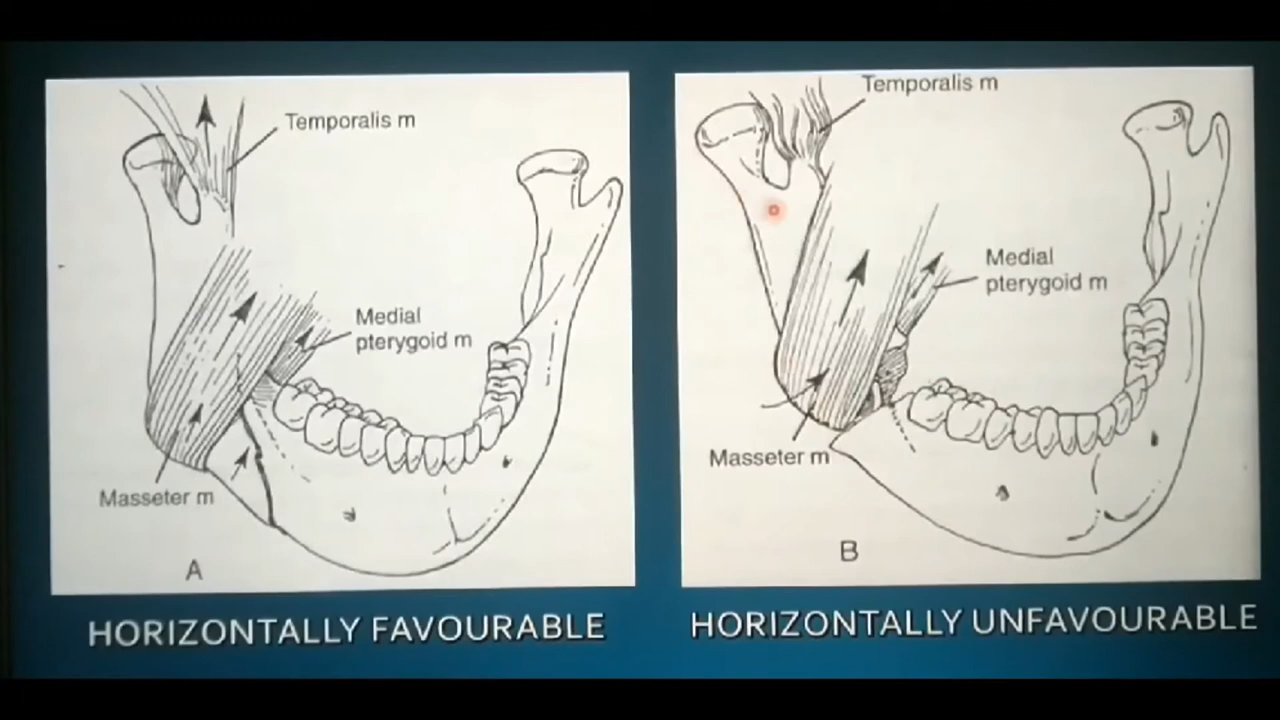 Temporalis m
Medial
pterygoid m
Masseter m
A
HORIZONTALLY FAVOURABLE
Temporalis m
Medial
pterygoid m
Masseter m
B
HORIZONTALLY UNFAVOURABLE